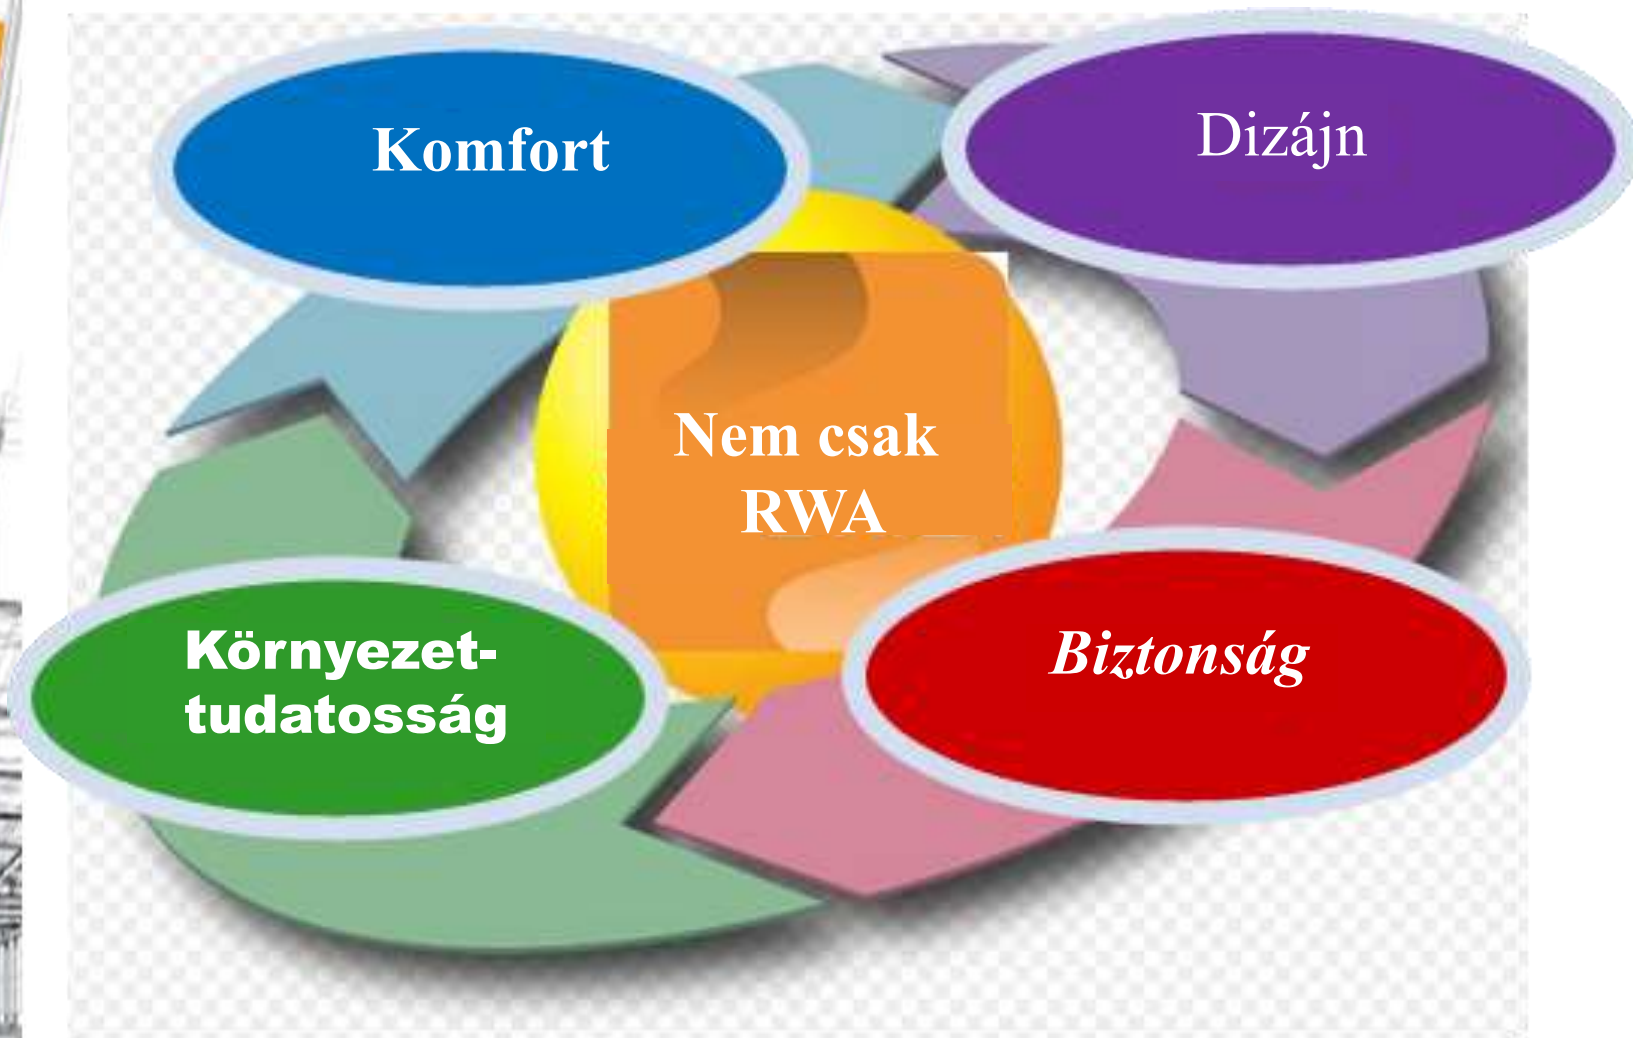 Komfort
Dizájn
Nem csak
RWA
Környezet-
tudatosság
Biztonság